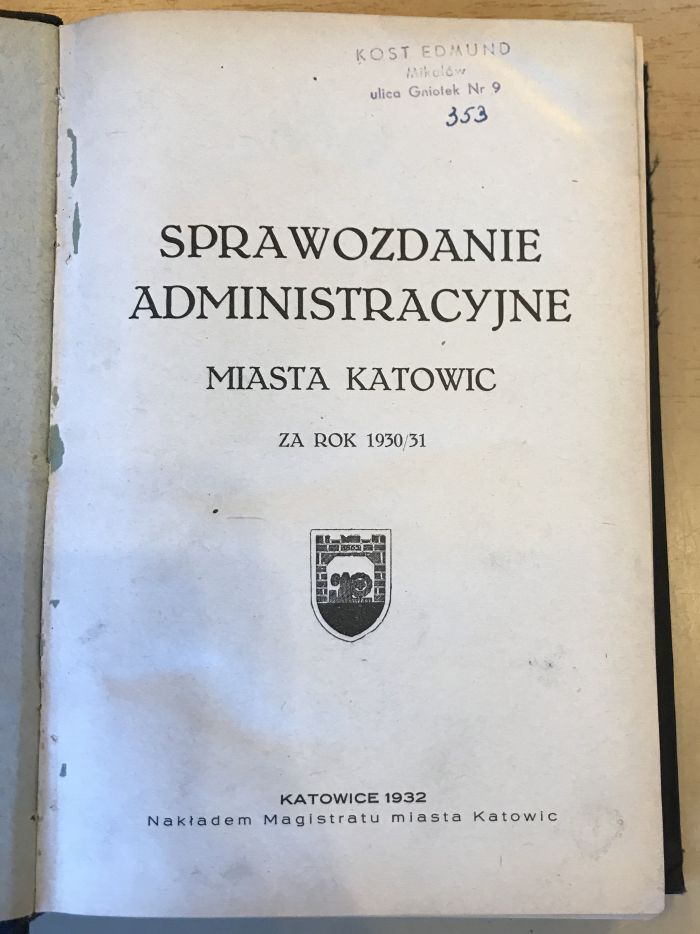 KOST EDMUND
Mikołów
ulica Gniotek Nr 9
353
SPRAWOZDANIE
ADMINISTRACYJNE
MIASTA KATOWIC
ZA ROK 1930/31
KATOWICE 1932
Nakładem Magistratu miasta Katowic